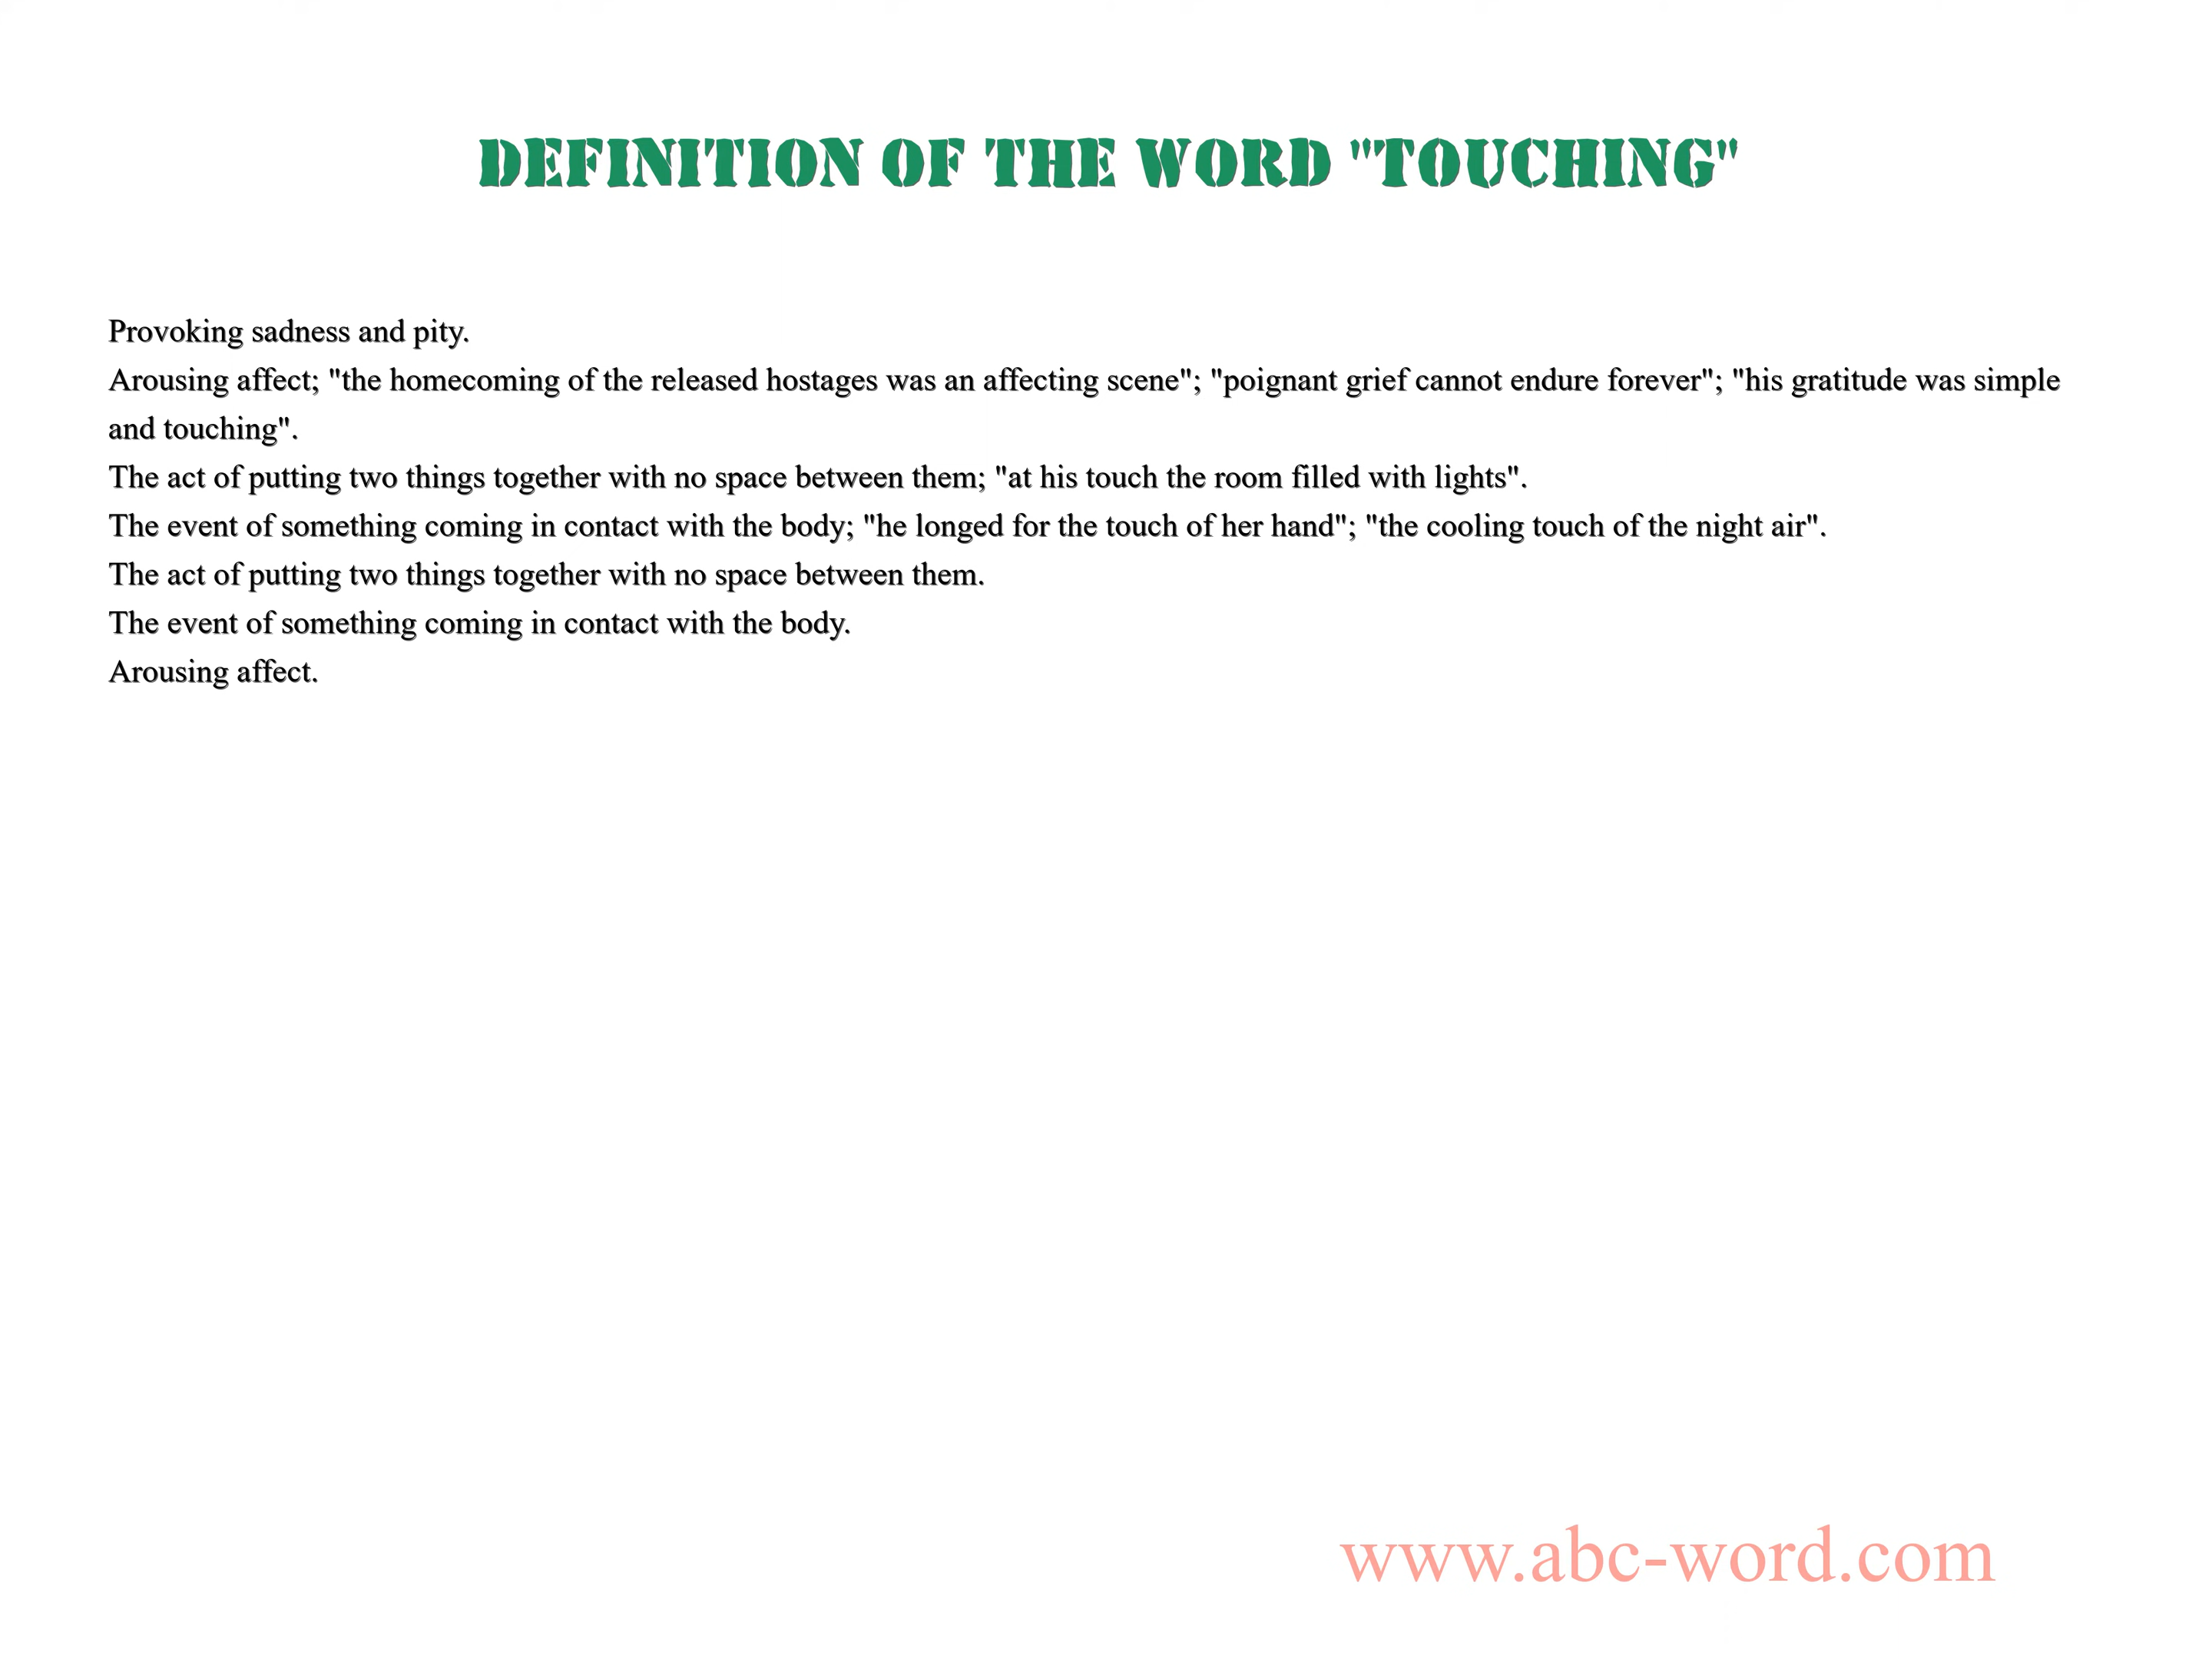 DEFINITION OF THE WORD "TOUCHING"
Provoking sadness and pity.
Arousing affect; "the homecoming of the released hostages was an affecting scene"; "poignant grief cannot endure forever"; "his gratitude was simple
and touching".
The act of putting two things together with no space between them; "at his touch the room filled with lights".
The event of something coming in contact with the body; "he longed for the touch of her hand"; "the cooling touch of the night air".
The act of putting two things together with no space between them.
The event of something coming in contact with the body.
Arousing affect.
www.abc-word.com